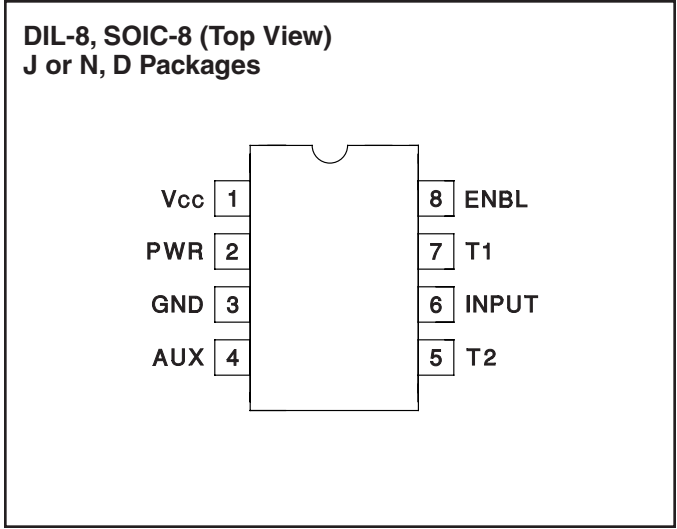 DIL-8, SOIC-8 (Top View)
J or N, D Packages
Vcc 1 8 ENBL
PWR 2 7 T1
GND 3 6 INPUT
AUX 4 5 T2